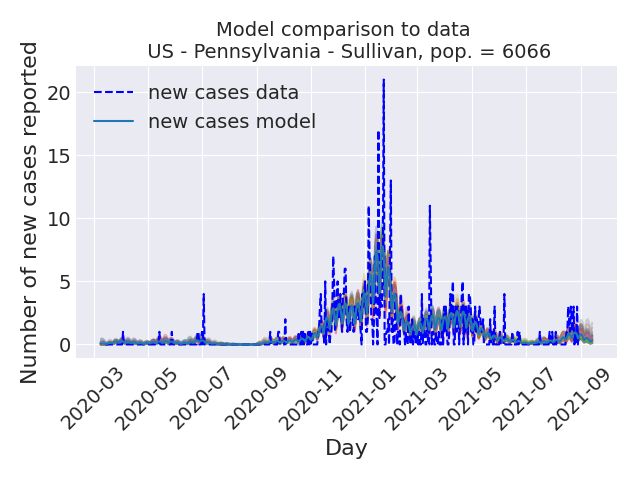 Model comparison to data
US - Pennsylvania - Sullivan, pop. = 6066
Number of new cases reported
20
15
10
5
0
new cases data
new cases model
2020-03
2020-05
2020-07
2020-09
2020-11
2021-01
2021-03
2021-05
2021-07
2021-09
Day